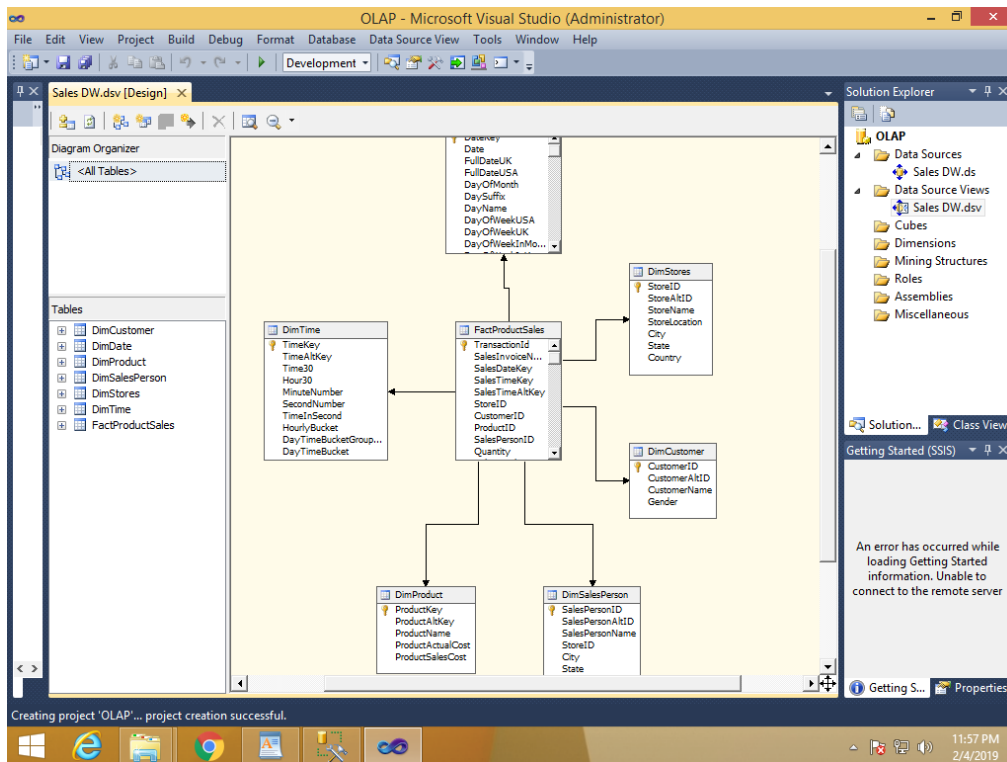 OLAP - Microsoft Visual Studio (Administrator)
File Edit View Project Build Debug Format Database Data Source View Tools Window Help
Development
Sales DW.dsv [Design]
Diagram Organizer
<All Tables>
Tables
DimCustomer
DimDate
DimProduct
DimSalesPerson
DimStores
DimTime
FactProductSales
DateKey
Date
FullDateUK
FullDateUSA
DayOfMonth
DaySuffix
DayName
DayOfWeekUSA
DayOfWeekUK
DayOfWeekInMo...
DimTime
TimeKey
TimeAltKey
Time30
Hour30
MinuteNumber
SecondNumber
TimeInSecond
HourlyBucket
DayTimeBucketGroup...
DayTimeBucket
FactProductSales
TransactionId
SalesInvoiceN...
SalesDateKey
SalesTimeKey
SalesTimeAltKey
StoreID
CustomerID
ProductID
SalesPersonID
Quantity
DimStores
StoreID
StoreAltID
StoreName
StoreLocation
City
State
Country
DimCustomer
CustomerID
CustomerAltID
CustomerName
Gender
DimProduct
ProductKey
ProductAltKey
ProductName
ProductActualCost
ProductSalesCost
DimSalesPerson
SalesPersonID
SalesPersonAltID
SalesPersonName
StoreID
City
State
Solution Explorer
OLAP
Data Sources
Sales DW.ds
Data Source Views
Sales DW.dsv
Cubes
Dimensions
Mining Structures
Roles
Assemblies
Miscellaneous
Solution... Class View
Getting Started (SSIS)
An error has occurred while
loading Getting Started
information. Unable to
connect to the remote server
Getting S... Properties
Creating project 'OLAP'... project creation successful.
11:57 PM
2/4/2019